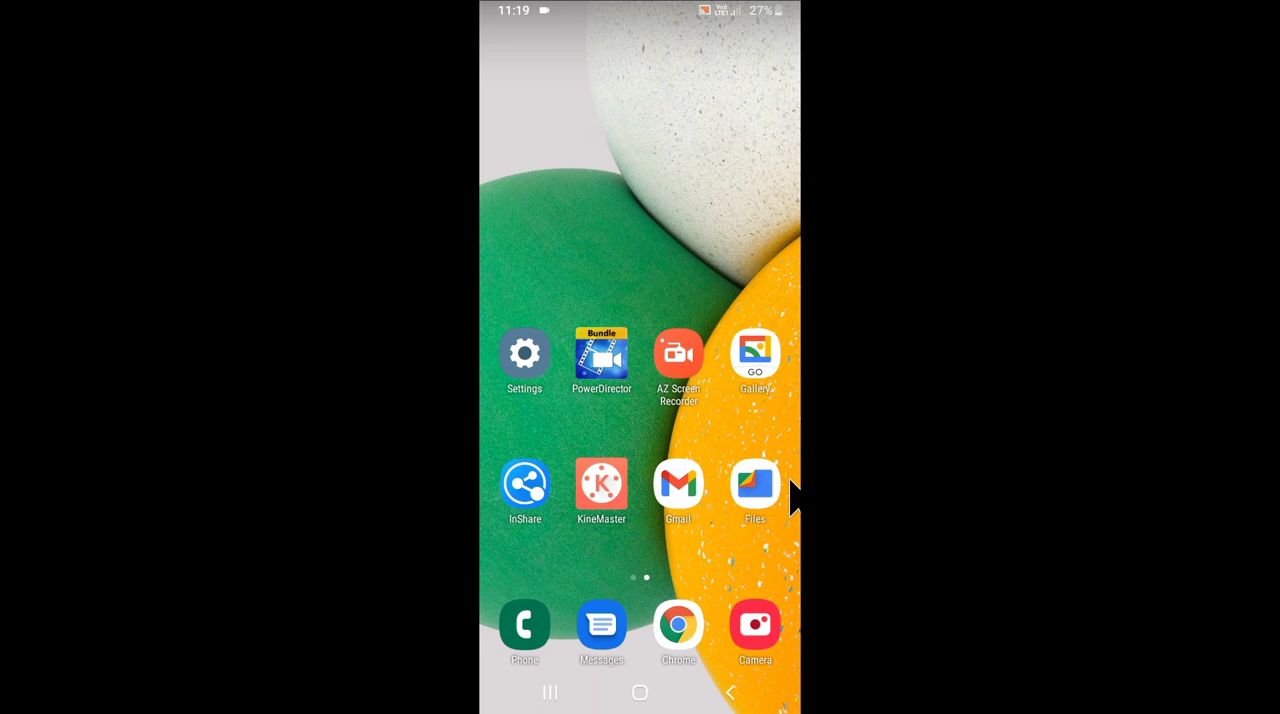 11:19 27%
Bundle
Settings PowerDirector AZ Screen Gallery
Recorder
GO
InShare KineMaster Gmail Files
Phone Messages Chrome Camera